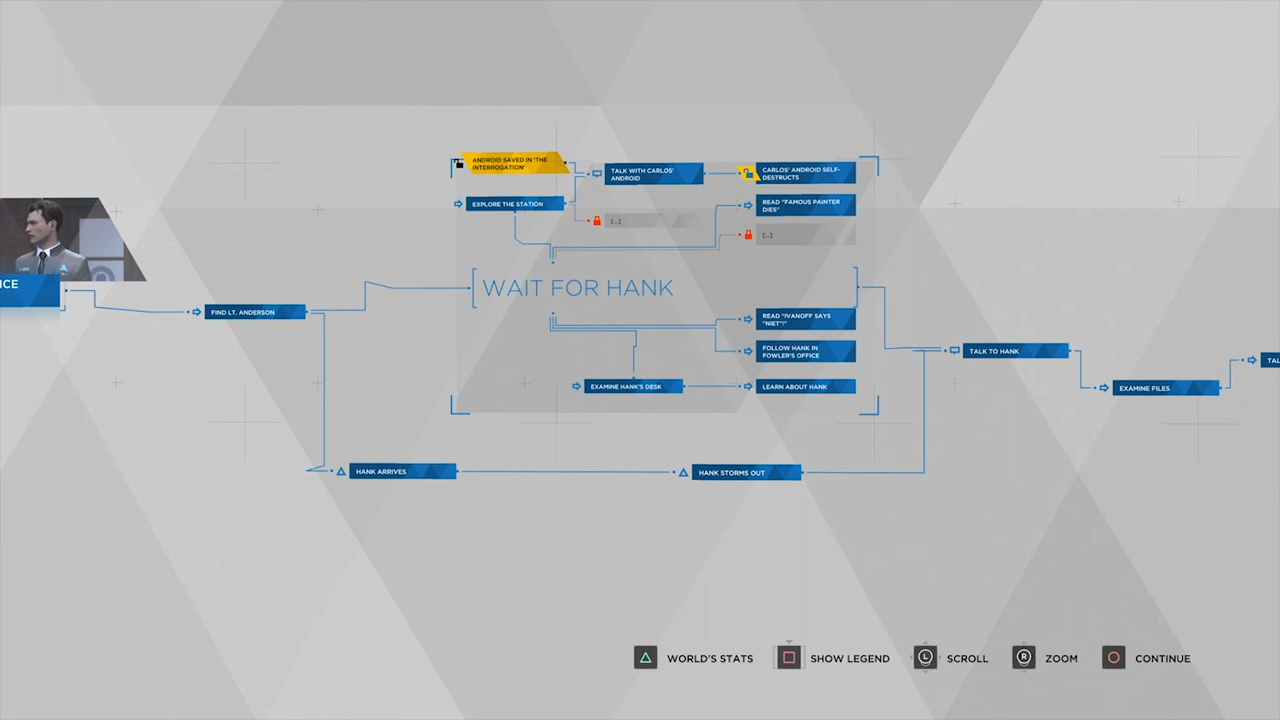 ANDROID SAVED IN 'THE
INTERROGATION'
TALK WITH CARLOS'
ANDROID
CARLOS' ANDROID SELF-
DESTRUCTS
EXPLORE THE STATION
READ "FAMOUS PAINTER
DIES"
[...]
[...]
ICE
WAIT FOR HANK
FIND LT. ANDERSON
READ "IVANOFF SAYS
"NIET"!"
FOLLOW HANK IN
FOWLER'S OFFICE
TALK TO HANK
TAL
EXAMINE HANK'S DESK
LEARN ABOUT HANK
EXAMINE FILES
HANK ARRIVES
HANK STORMS OUT
WORLD'S STATS
SHOW LEGEND
L
SCROLL
R
ZOOM
CONTINUE